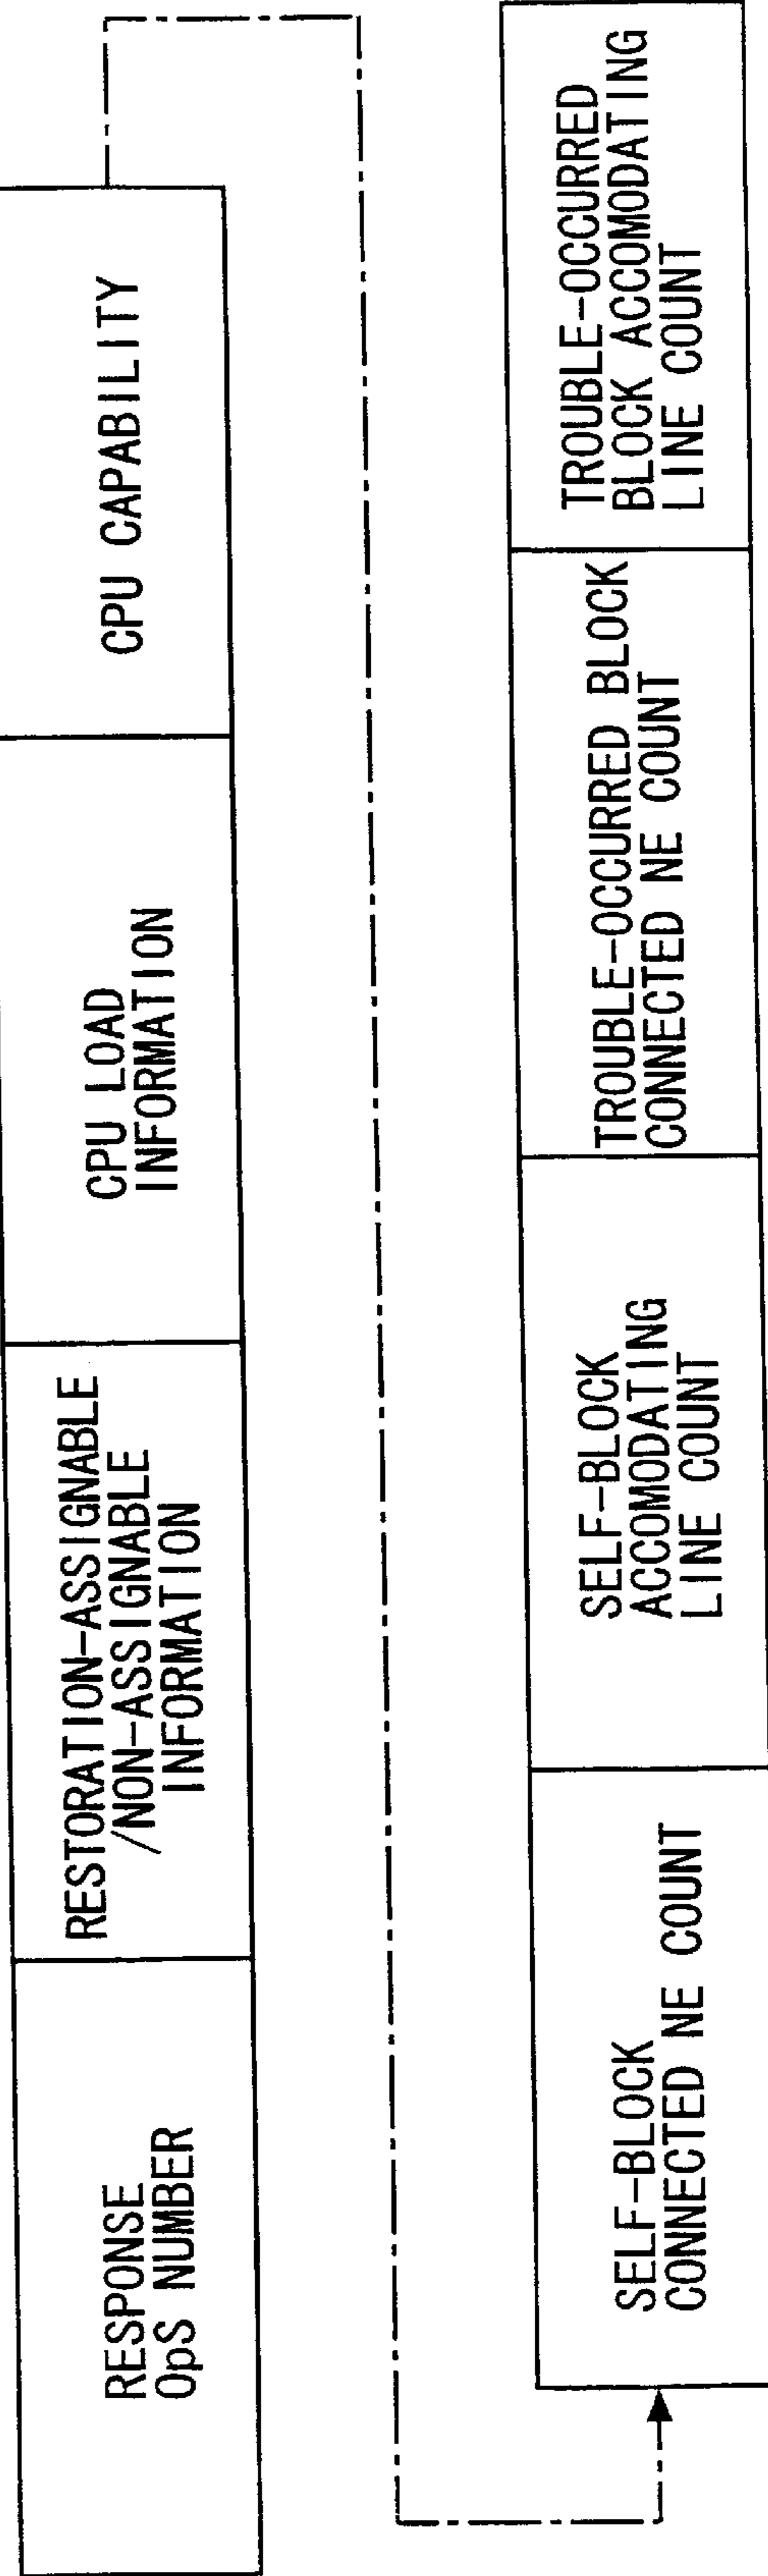 RESPONSE
OpS NUMBER
RESTORATION-ASSIGNABLE
/NON-ASSIGNABLE
INFORMATION
CPU LOAD
INFORMATION
CPU CAPABILITY
SELF-BLOCK
CONNECTED NE COUNT
SELF-BLOCK
ACCOMODATING
LINE COUNT
TROUBLE-OCCURRED BLOCK
CONNECTED NE COUNT
TROUBLE-OCCURRED
BLOCK ACCOMODATING
LINE COUNT